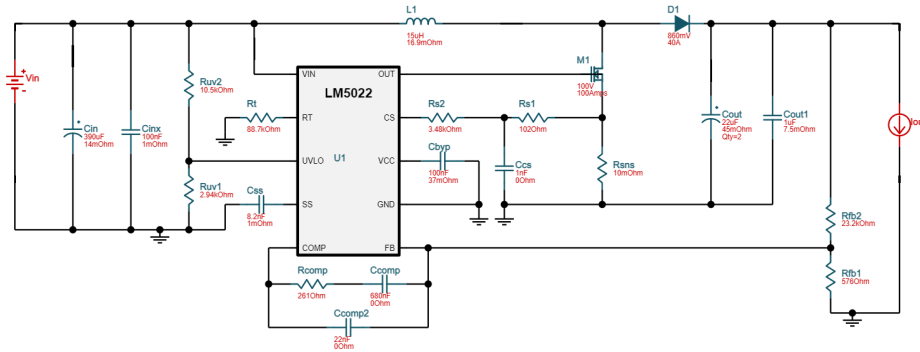 L1
15uH
16.9mOhm
D1
860mV
40A
Vin
Cin
390uF
14mOhm
Cinx
100nF
1mOhm
Ruv2
10.5kOhm
Ruv1
2.94kOhm
Rt
88.7kOhm
Css
8.2nF
1mOhm
VIN
OUT
LM5022
RT
CS
U1
UVLO
VCC
SS
GND
COMP
FB
M1
100V
100Amps
Rs2
3.48kOhm
Rs1
102Ohm
Cbyp
100nF
37mOhm
Ccs
1nF
0Ohm
Rsns
10mOhm
Cout
22uF
45mOhm
Qty=2
Cout1
1uF
7.5mOhm
Rfb2
23.2kOhm
Rfb1
576Ohm
Rcomp
261Ohm
Ccomp
680nF
0Ohm
Ccomp2
22nF
0Ohm